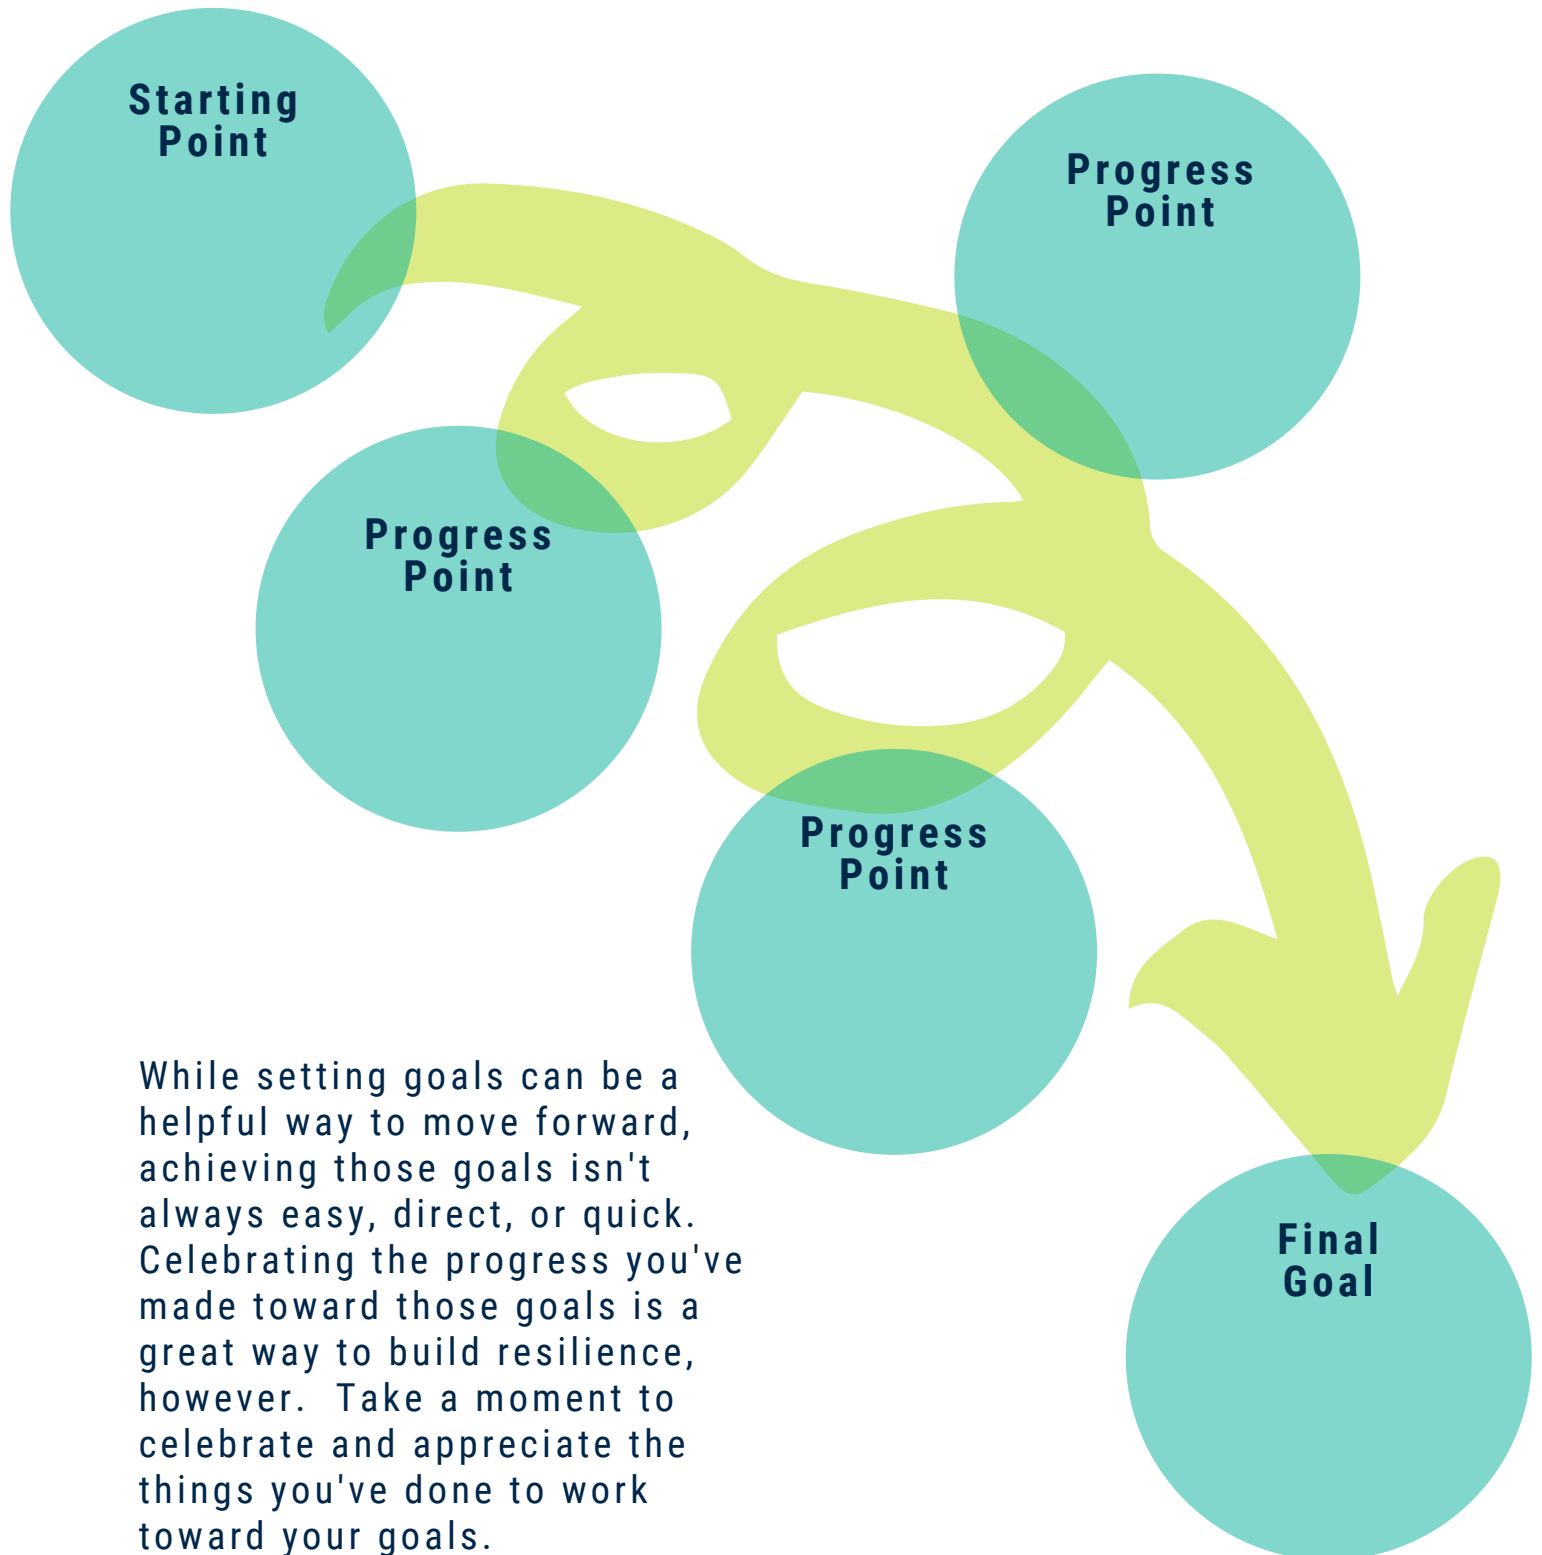 Starting
Point
Progress
Point
Progress
Point
Progress
Point
While setting goals can be a
helpful way to move forward,
achieving those goals isn't
always easy, direct, or quick.
Celebrating the progress you've
made toward those goals is a
great way to build resilience,
however.  Take a moment to
celebrate and appreciate the
things you've done to work
toward your goals.
Final
Goal